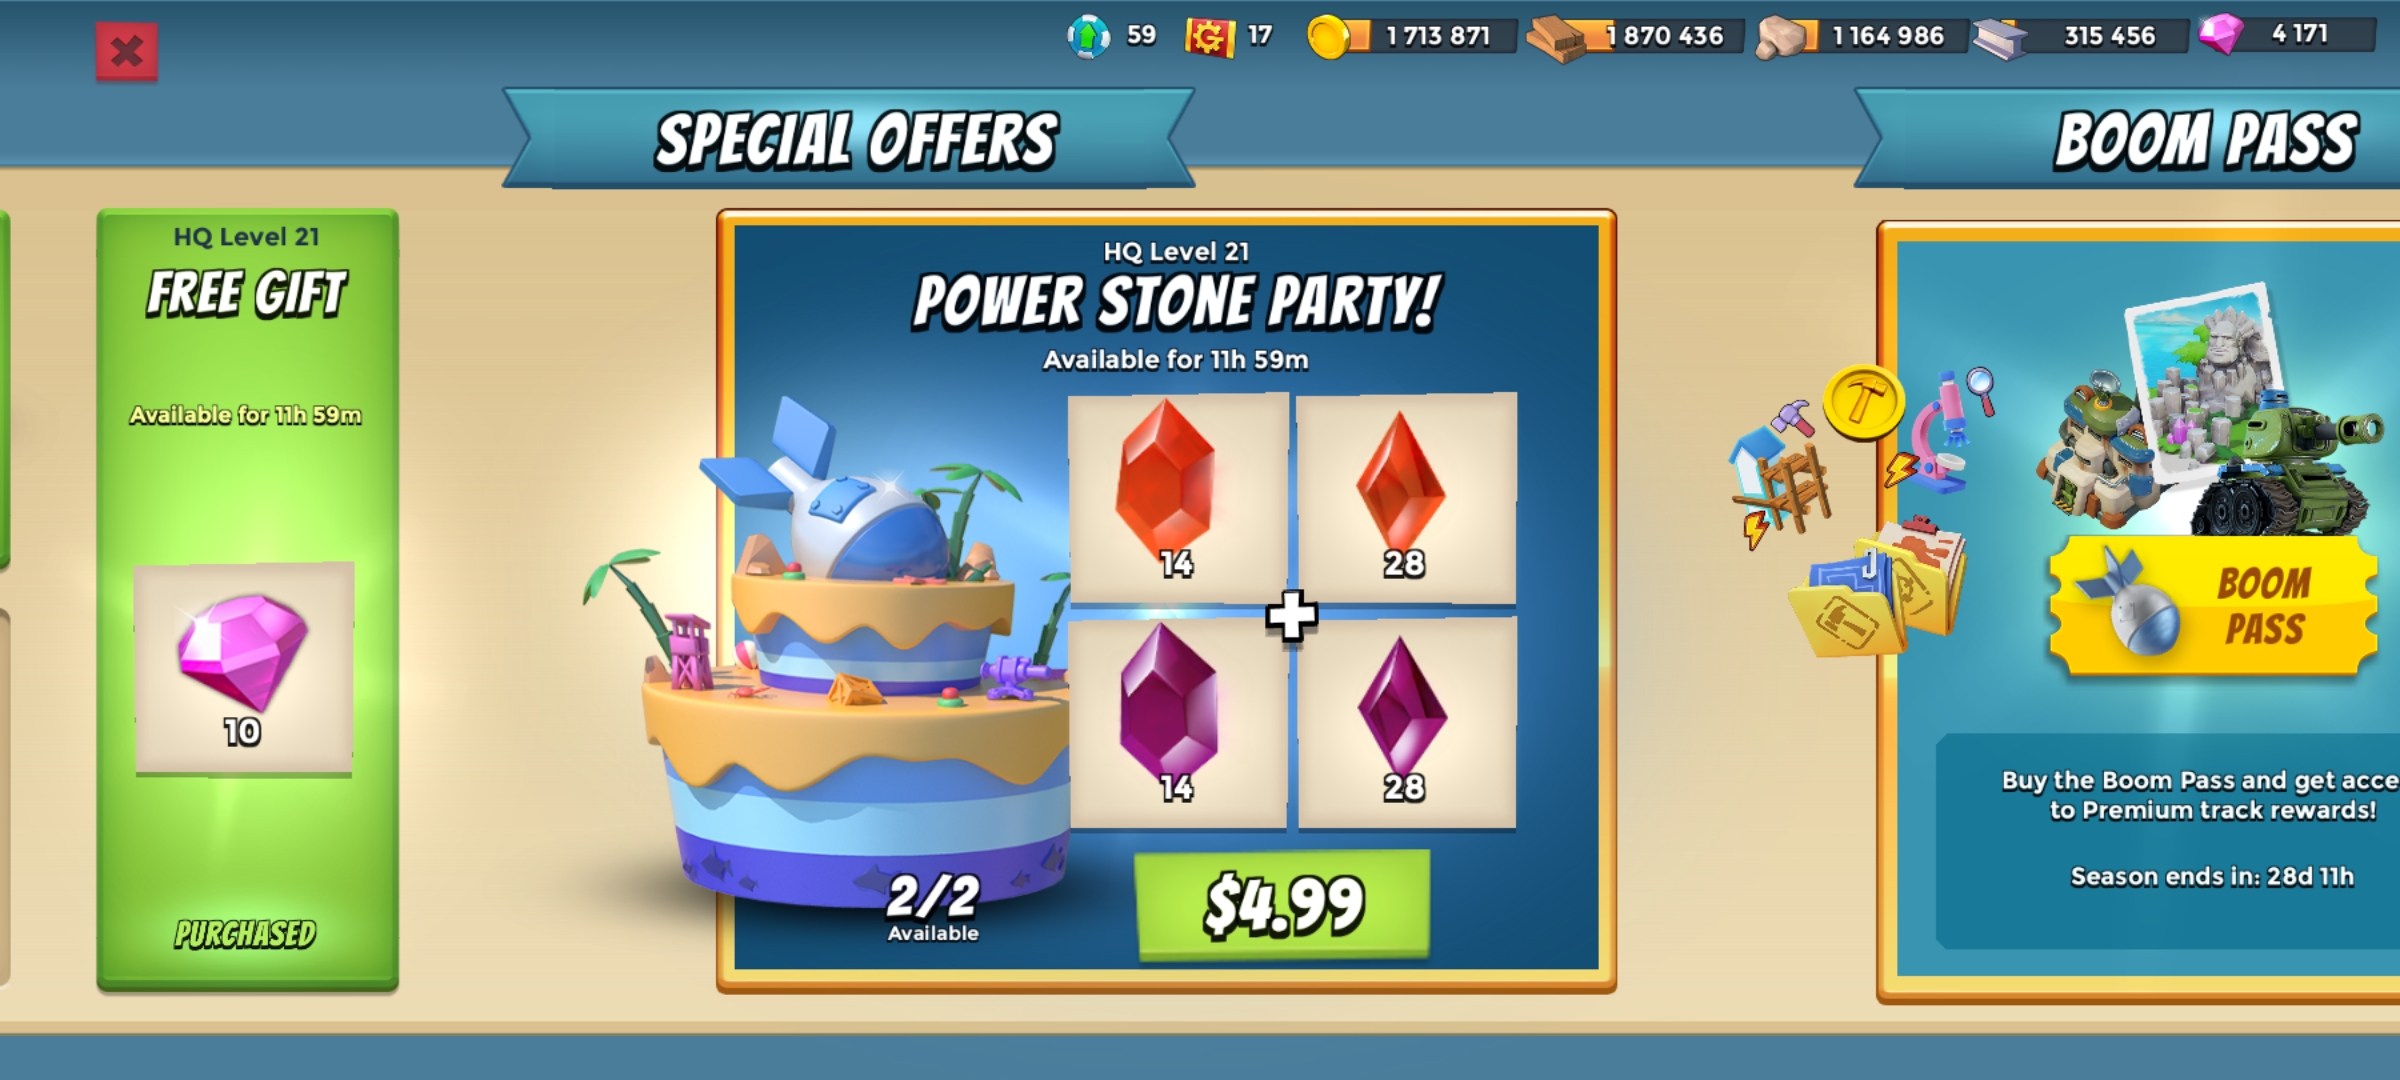 59
17
1 713 871
1 870 436
1 164 986
315 456
4 171
SPECIAL OFFERS
BOOM PASS
HQ Level 21
FREE GIFT
Available for 11h 59m
10
PURCHASED
HQ Level 21
POWER STONE PARTY!
Available for 11h 59m
14
28
14
28
2/2
Available
$4.99
BOOM
PASS
Buy the Boom Pass and get acce
to Premium track rewards!
Season ends in: 28d 11h